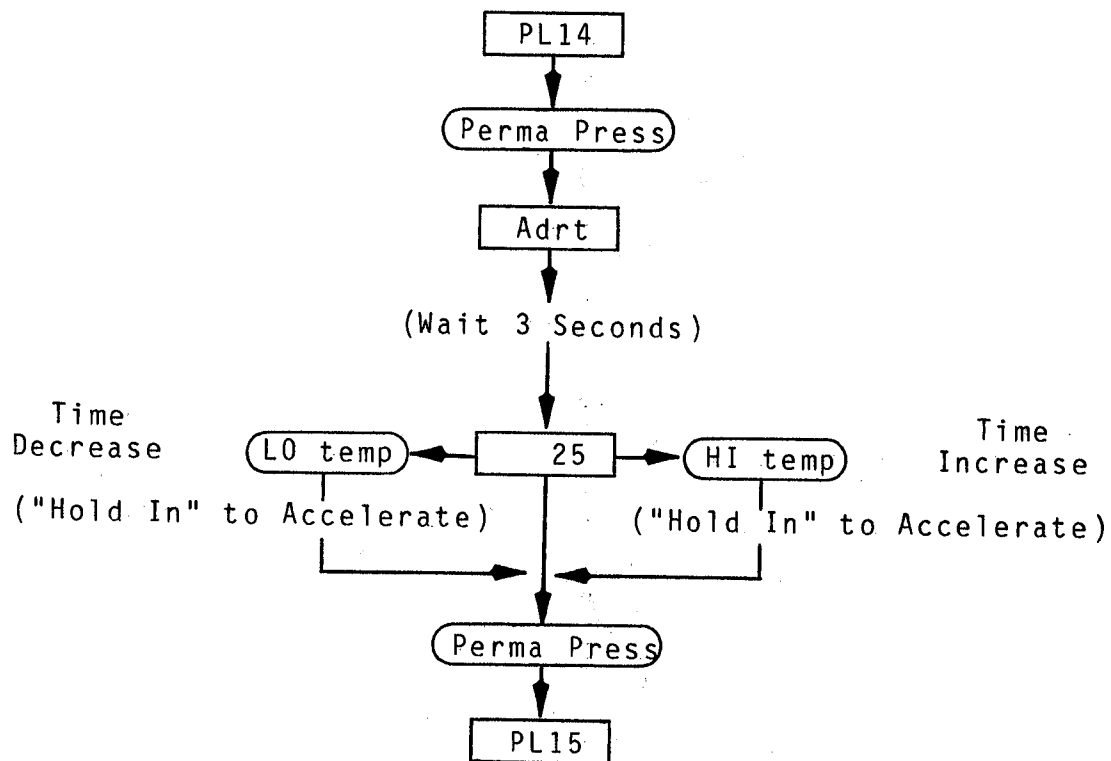 PL14
Perma Press
Adrt
(Wait 3 Seconds)
Time
Decrease
LO temp
25
HI temp
Time
Increase
("Hold In" to Accelerate)
("Hold In" to Accelerate)
Perma Press
PL15